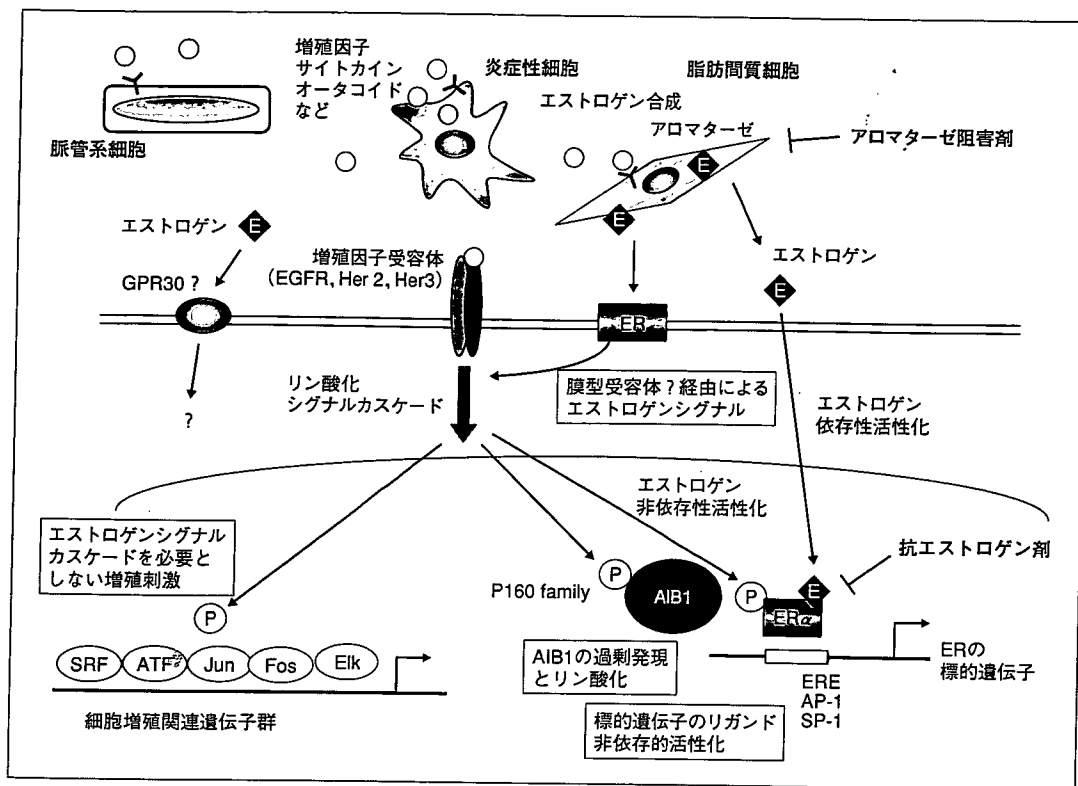 増殖因子
サイトカイン
オータコイド
など
炎症性細胞
脂肪間質細胞
エストロゲン合成
アロマターゼ
アロマターゼ阻害剤
脈管系細胞
E
E
エストロゲン E
エストロゲン
E
GPR30 ?
増殖因子受容体
(EGFR, Her 2, Her3)
ER
リン酸化
シグナルカスケード
膜型受容体?経由による
エストロゲンシグナル
?
エストロゲン
依存性活性化
エストロゲン
非依存性活性化
エストロゲンシグナル
カスケードを必要と
しない増殖刺激
抗エストロゲン剤
P160 family
P
AIB1
P
E
ERα
P
SRF
ATF
Jun
Fos
Elk
細胞増殖関連遺伝子群
AIB1の過剰発現
とリン酸化
ERの
標的遺伝子
ERE
AP-1
SP-1
標的遺伝子のリガンド
非依存的活性化